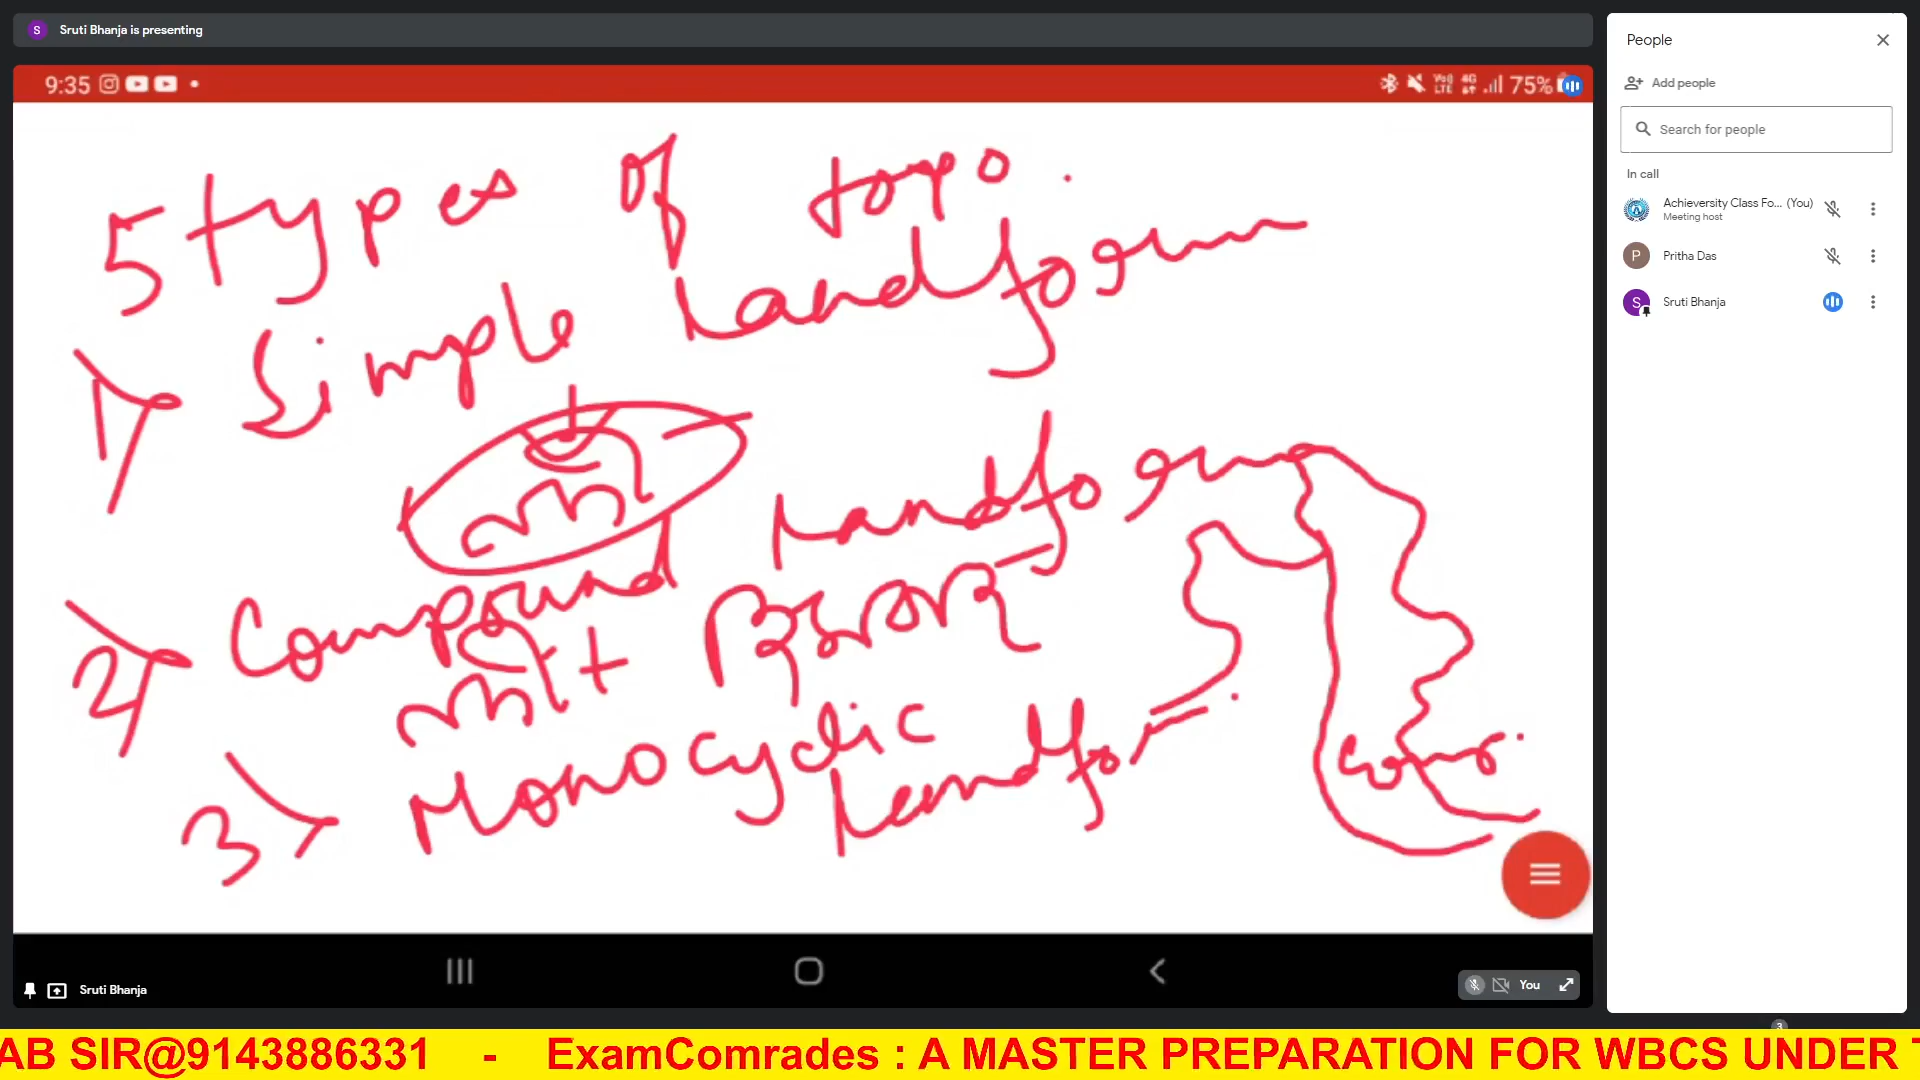 Sruti Bhanja is presenting
9:35
75%
5 types of topo.
1) Simple Landform
2) Compound Landform
3) Monocyclic
Landfo
Sruti Bhanja
You
People
Add people
Search for people
In call
Achieversity Class Fo... (You)
Meeting host
P Pritha Das
S Sruti Bhanja
3
AB SIR@9143886331 - ExamComrades : A MASTER PREPARATION FOR WBCS UNDER